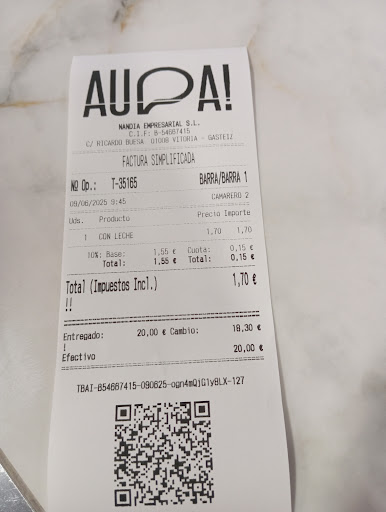 AUPA!
NANDIA EMPRESARIAL S.L.
C.I.F: B-54667415
C/ RICARDO BUESA 01008 VITORIA - GASTEIZ
FACTURA SIMPLIFICADA
Nº Op.: T-35165 BARRA/BARRA 1
09/06/2025 9:45 CAMARERO 2
Uds. Producto Precio Importe
1 CON LECHE 1,70 1,70
10%: Base: 1,55 € Cuota: 0,15 €
Total: 1,55 € Total: 0,15 €
Total (Impuestos Incl.) 1,70 €
!!
Entregado: 20,00 € Cambio: 18,30 €
!
Efectivo 20,00 €
TBAI-B54667415-090625-ogn4mQjG1yBLX-127